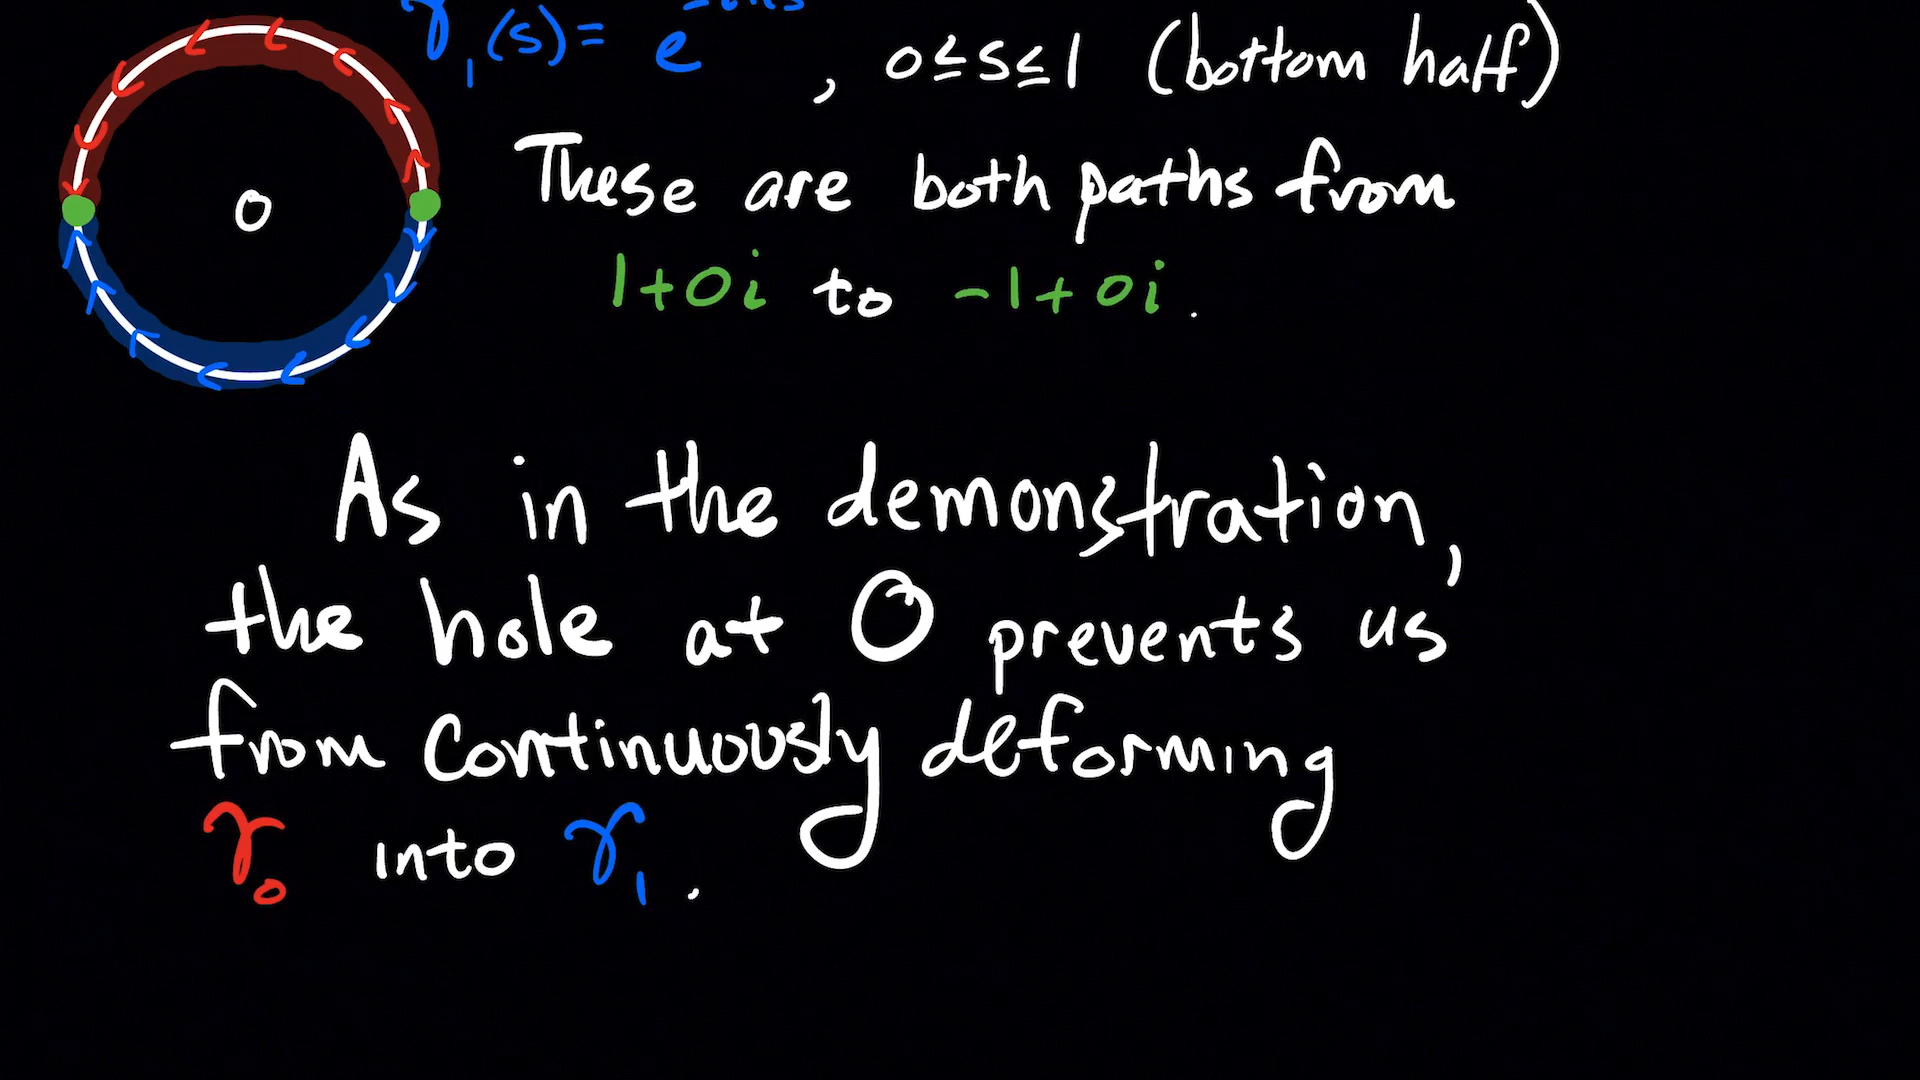 γ₁(s) = e , 0≤s≤1 (bottom half)
These are both paths from
1+0i to -1+0i.
0
As in the demonstration,
the hole at 0 prevents us
from continuously deforming
γ₀ into γ₁.